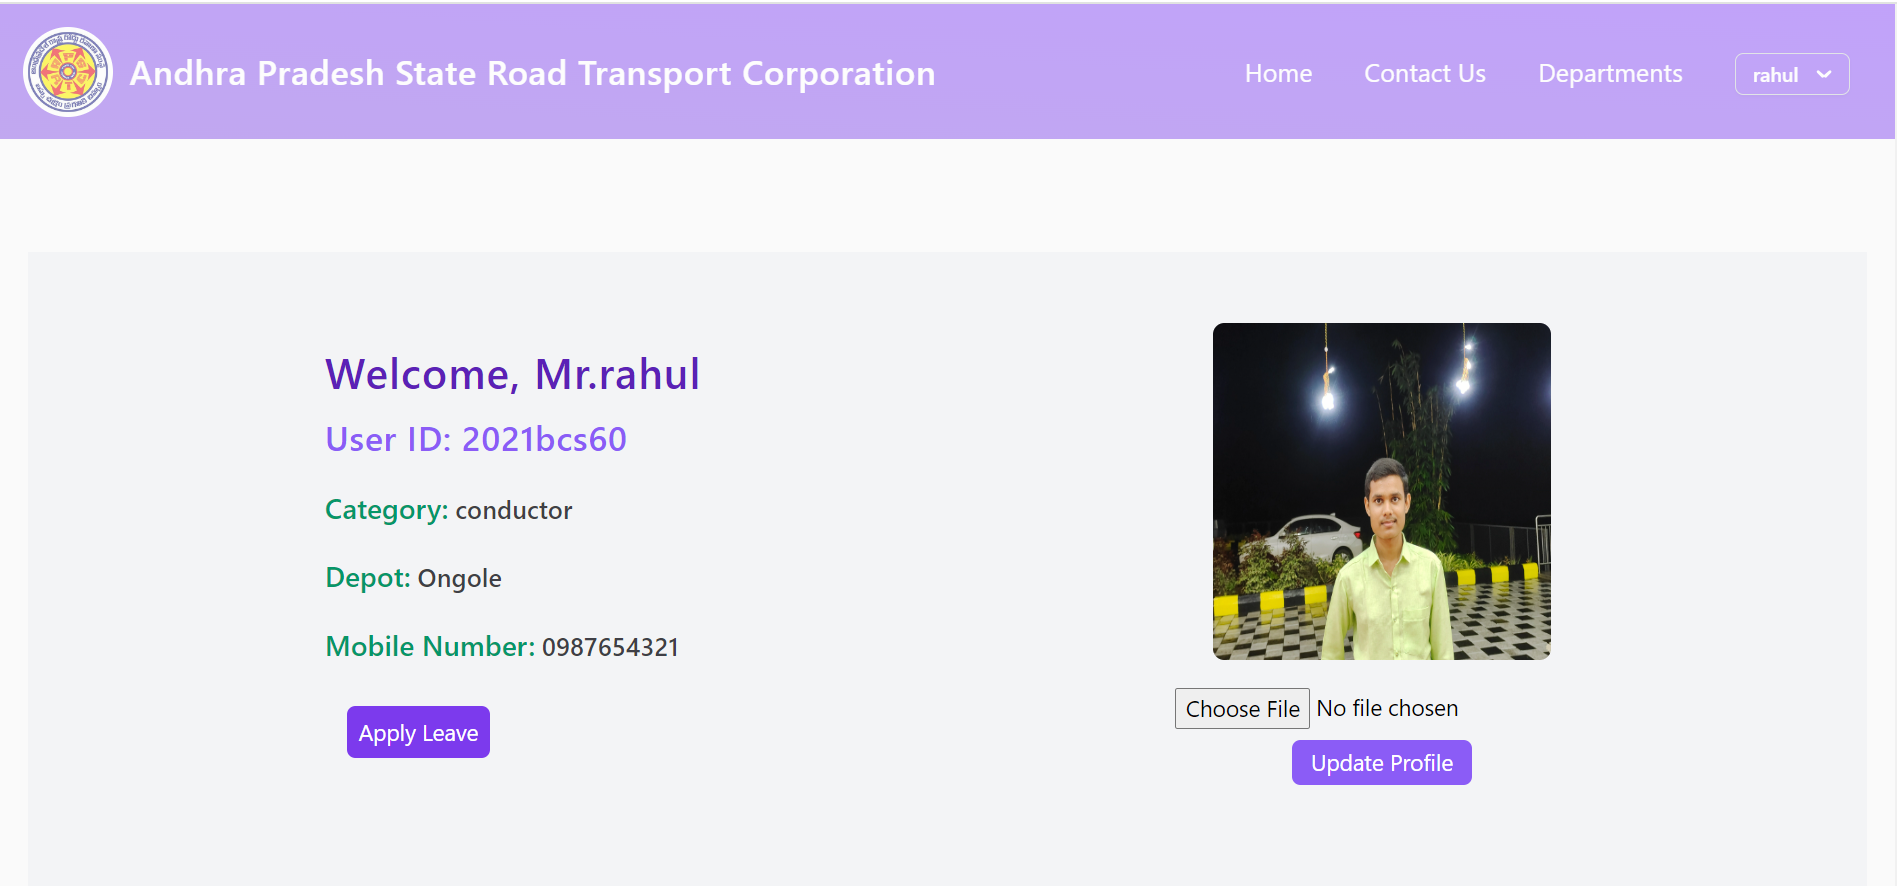 Andhra Pradesh State Road Transport Corporation
Home
Contact Us
Departments
rahul
Welcome, Mr.rahul
User ID: 2021bcs60
Category: conductor
Depot: Ongole
Mobile Number: 0987654321
Apply Leave
Choose File No file chosen
Update Profile